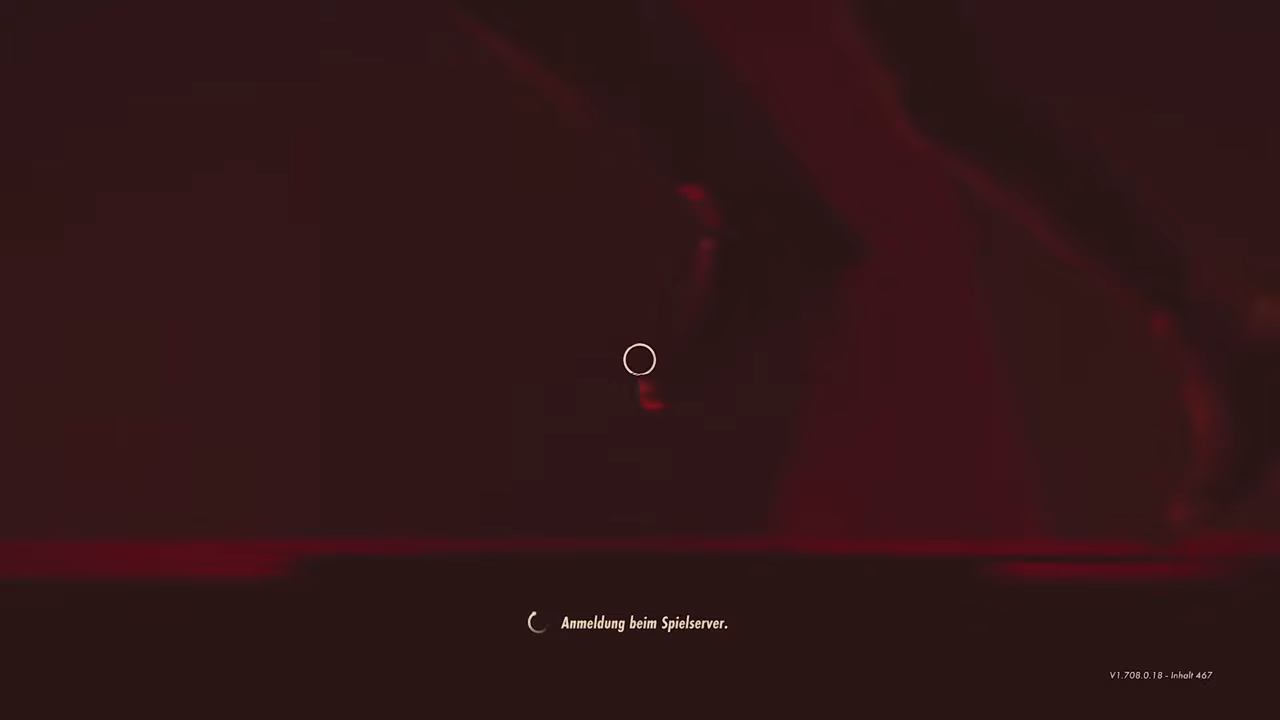 Anmeldung beim Spielserver.
V1.708.0.18 - Inhalt 467